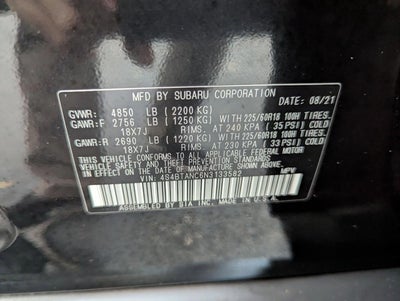 MFD BY SUBARU CORPORATION DATE: 08/21
GVWR: 4850 LB (2200 KG)
GAWR:F 2756 LB (1250 KG) WITH 225/60R18 100H TIRES.
18X7J RIMS. AT 240 KPA (35 PSI) COLD
GAWR:R 2690 LB (1220 KG) WITH 225/60R18 100H TIRES.
18X7J RIMS. AT 230 KPA (33 PSI) COLD
THIS VEHICLE CONFORMS TO ALL APPLICABLE FEDERAL MOTOR VEHICLE
SAFETY AND BUMPER STANDARDS IN EFFECT ON THE DATE OF
MANUFACTURE SHOWN ABOVE. MPV
VIN: 4S4BTANC6N3133582
ASSEMBLED BY SIA INC. IN U.S.A.